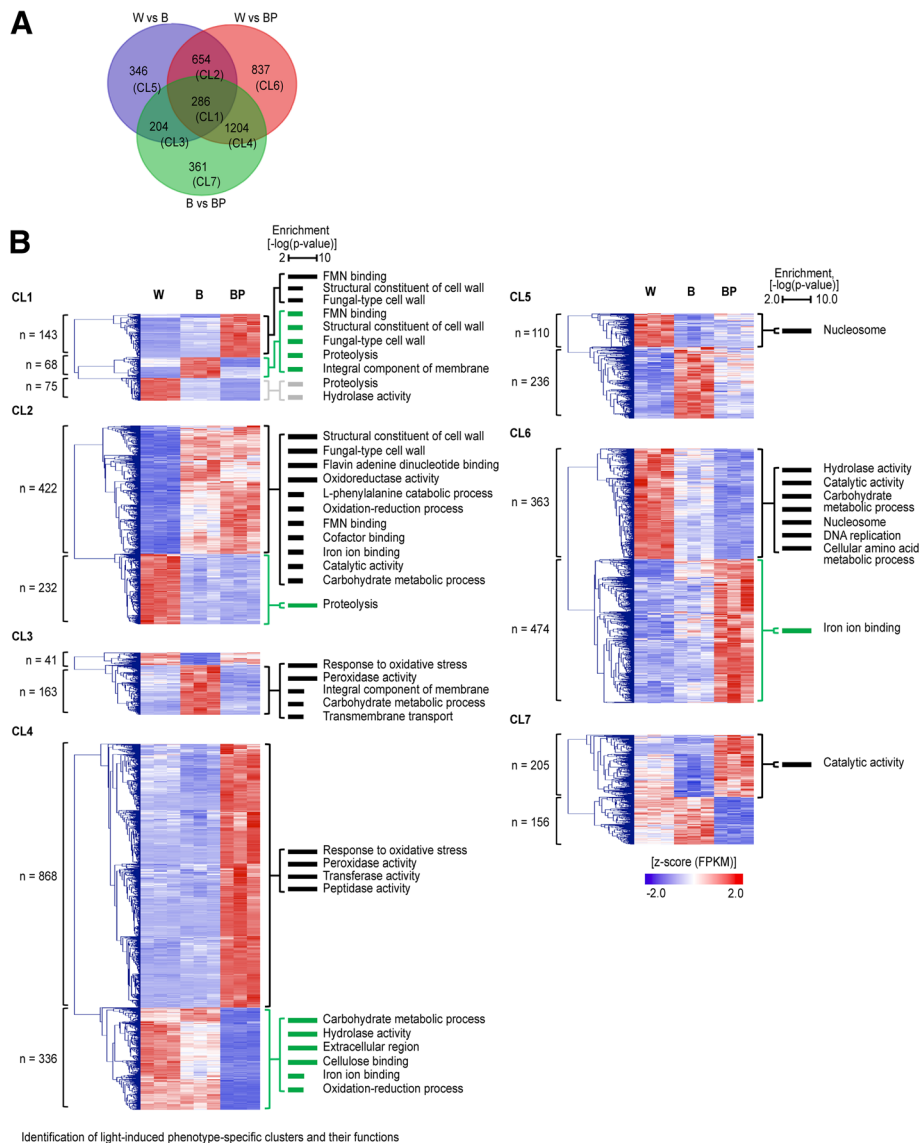 A
W vs B
W vs BP
346
(CL5)
654
(CL2)
837
(CL6)
286
(CL1)
204
(CL3)
1204
(CL4)
361
(CL7)
B vs BP
B
Enrichment
[-log(p-value)]
2 10
W B BP
CL1
n = 143
n = 68
n = 75
FMN binding
Structural constituent of cell wall
Fungal-type cell wall
FMN binding
Structural constituent of cell wall
Fungal-type cell wall
Proteolysis
Integral component of membrane
Proteolysis
Hydrolase activity
CL2
n = 422
n = 232
Structural constituent of cell wall
Fungal-type cell wall
Flavin adenine dinucleotide binding
Oxidoreductase activity
L-phenylalanine catabolic process
Oxidation-reduction process
FMN binding
Cofactor binding
Iron ion binding
Catalytic activity
Carbohydrate metabolic process
Proteolysis
CL3
n = 41
n = 163
Response to oxidative stress
Peroxidase activity
Integral component of membrane
Carbohydrate metabolic process
Transmembrane transport
CL4
n = 868
n = 336
Response to oxidative stress
Peroxidase activity
Transferase activity
Peptidase activity
Carbohydrate metabolic process
Hydrolase activity
Extracellular region
Cellulose binding
Iron ion binding
Oxidation-reduction process
Enrichment,
[-log(p-value)]
2.0 10.0
CL5
W B BP
n = 110
n = 236
Nucleosome
CL6
n = 363
n = 474
Hydrolase activity
Catalytic activity
Carbohydrate
metabolic process
Nucleosome
DNA replication
Cellular amino acid
metabolic process
Iron ion binding
CL7
n = 205
n = 156
Catalytic activity
[z-score (FPKM)]
-2.0 2.0
Identification of light-induced phenotype-specific clusters and their functions